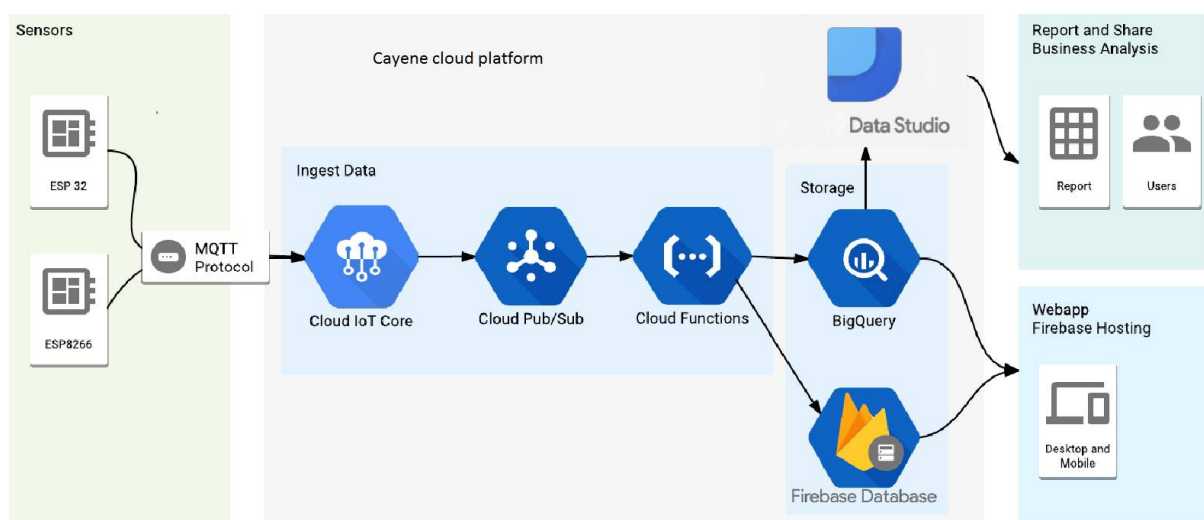 Sensors
ESP 32
ESP8266
MQTT
Protocol
Cayene cloud platform
Ingest Data
Cloud IoT Core
Cloud Pub/Sub
Cloud Functions
Data Studio
Storage
BigQuery
Firebase Database
Report and Share
Business Analysis
Report
Users
Webapp
Firebase Hosting
Desktop and
Mobile